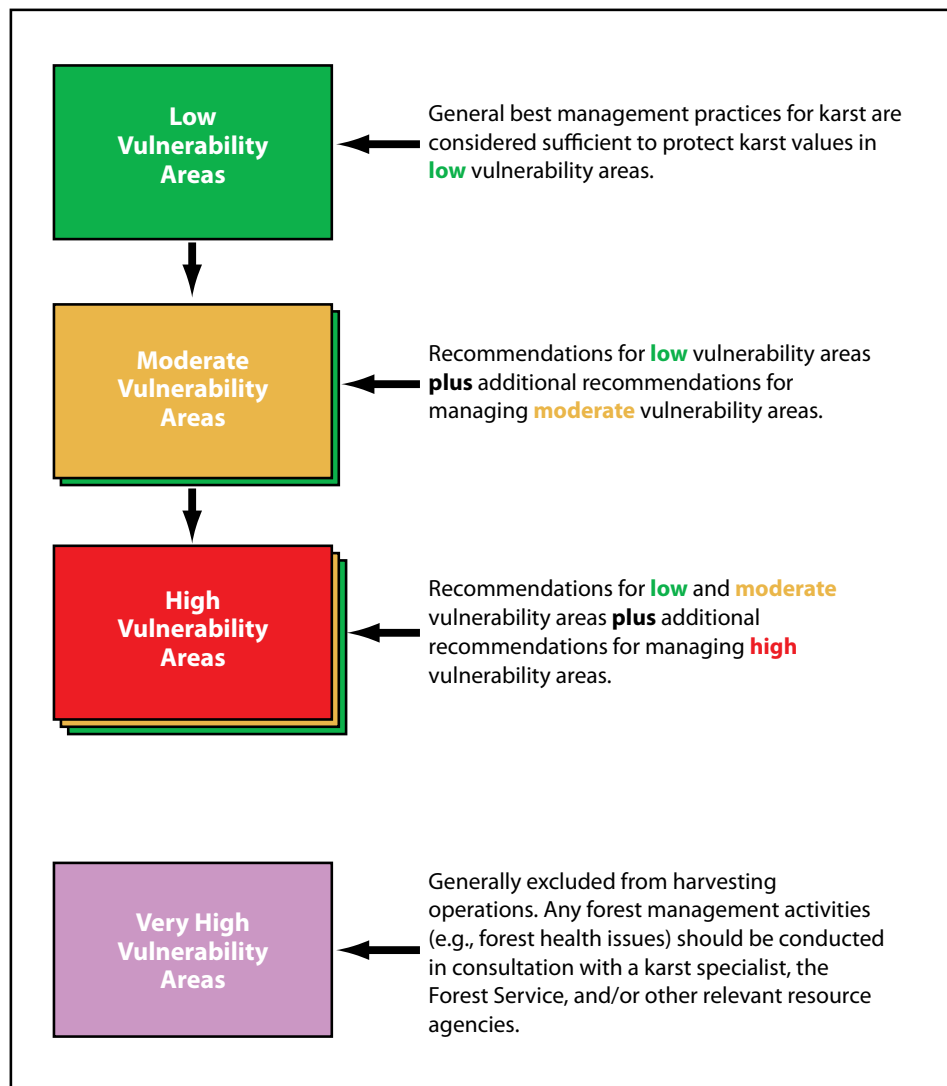 Low
Vulnerability
Areas
General best management practices for karst are
considered sufficient to protect karst values in
low vulnerability areas.
Moderate
Vulnerability
Areas
Recommendations for low vulnerability areas
plus additional recommendations for
managing moderate vulnerability areas.
High
Vulnerability
Areas
Recommendations for low and moderate
vulnerability areas plus additional
recommendations for managing high
vulnerability areas.
Very High
Vulnerability
Areas
Generally excluded from harvesting
operations. Any forest management activities
(e.g., forest health issues) should be conducted
in consultation with a karst specialist, the
Forest Service, and/or other relevant resource
agencies.